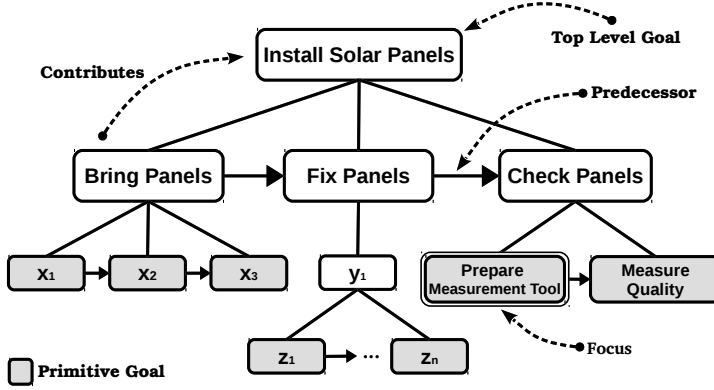 Install Solar Panels
Top Level Goal
Contributes
Predecessor
Bring Panels
Fix Panels
Check Panels
x₁
x₂
x₃
y₁
Prepare
Measurement Tool
Measure
Quality
z₁
...
zₙ
Focus
Primitive Goal